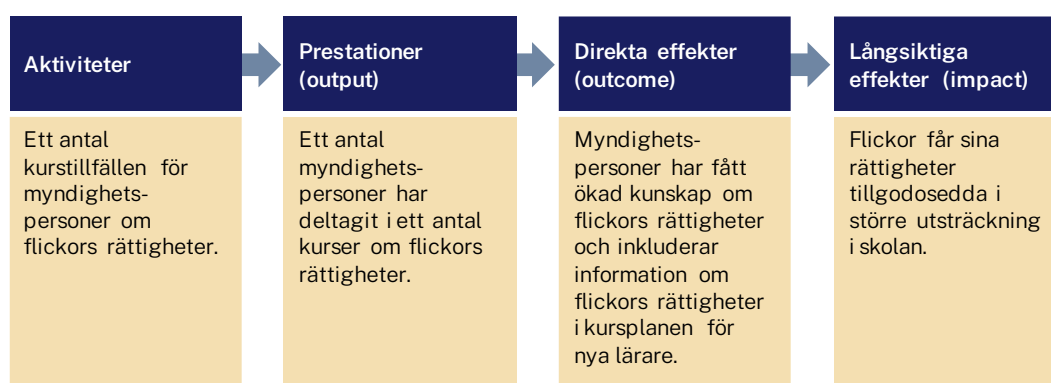 Aktiviteter
Ett antal
kurstillfällen för
myndighets-
personer om
flickors rättigheter.
Prestationer
(output)
Ett antal
myndighets-
personer har
deltagit i ett antal
kurser om flickors
rättigheter.
Direkta effekter
(outcome)
Myndighets-
personer har fått
ökad kunskap om
flickors rättigheter
och inkluderar
information om
flickors rättigheter
i kursplanen för
nya lärare.
Långsiktiga
effekter (impact)
Flickor får sina
rättigheter
tillgodosedda i
större utsträckning
i skolan.